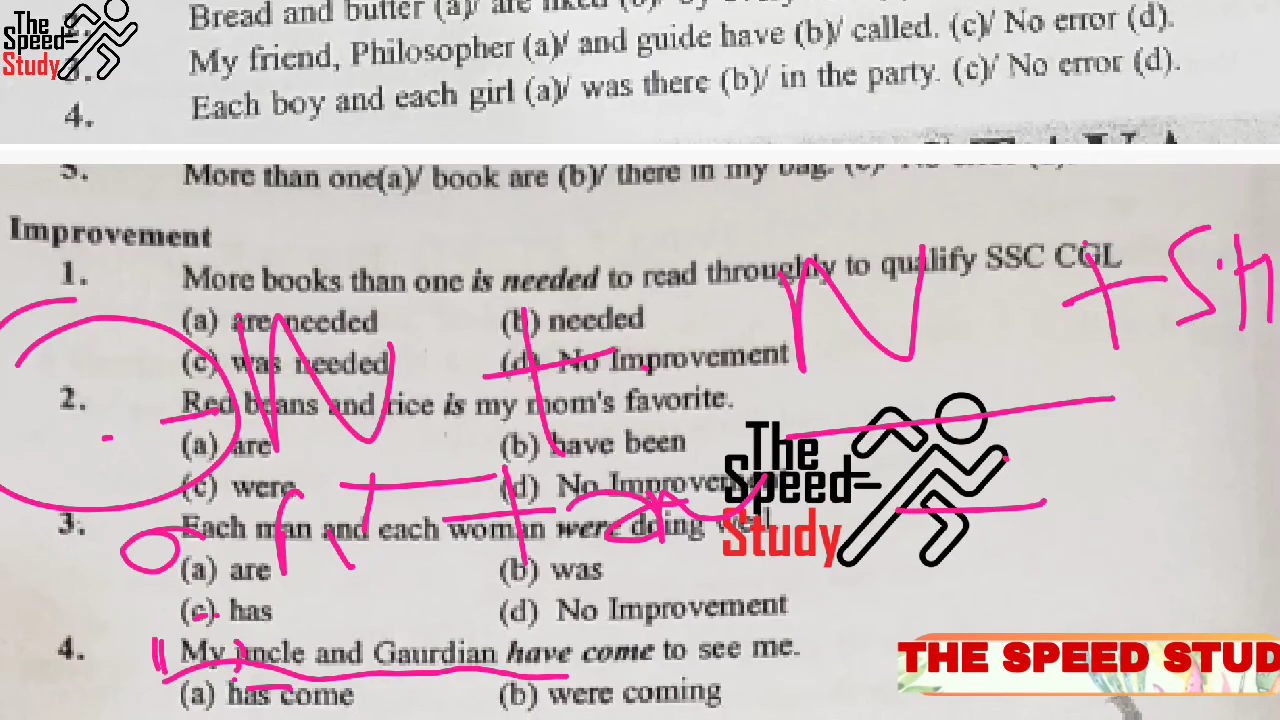 The
Speed
Study
2. Bread and butter (a)/ are liked (b)/ by
3. My friend, Philosopher (a)/ and guide have (b)/ called. (c)/ No error (d).
4. Each boy and each girl (a)/ was there (b)/ in the party. (c)/ No error (d).
5. More than one(a)/ book are (b)/ there in my bag.
Improvement
1. More books than one is needed to read throughly to qualify SSC CGL
(a) are needed (b) needed
(c) was needed (d) No Improvement
2. Red beans and rice is my mom's favorite.
(a) are (b) have been
(c) were (d) No Improvement
3. Each man and each woman were doing well.
(a) are (b) was
(c) has (d) No Improvement
4. My uncle and Gaurdian have come to see me.
(a) has come (b) were coming
N + N + S.H
The
Speed
Study
THE SPEED STUD